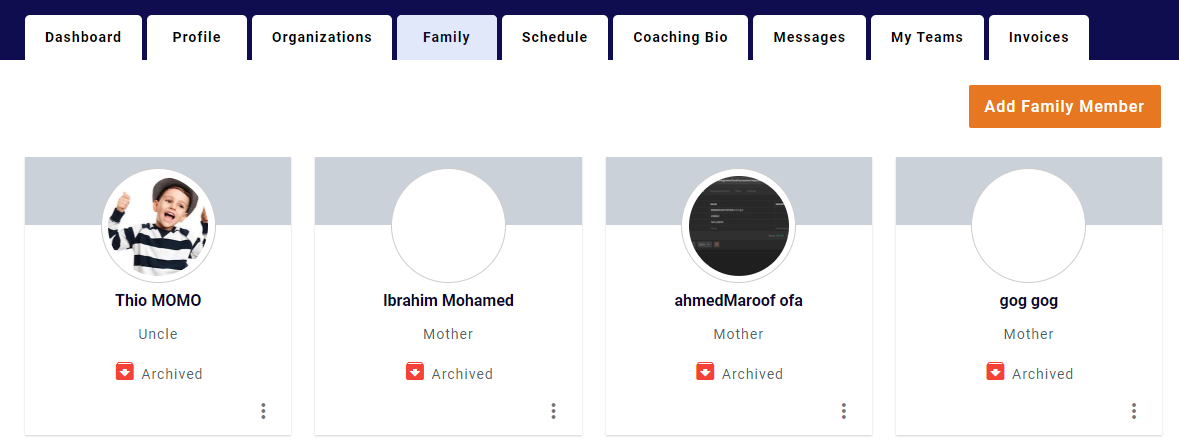 Dashboard
Profile
Organizations
Family
Schedule
Coaching Bio
Messages
My Teams
Invoices
Add Family Member
Thio MOMO
Uncle
Archived
Ibrahim Mohamed
Mother
Archived
ahmedMaroof ofa
Mother
Archived
gog gog
Mother
Archived